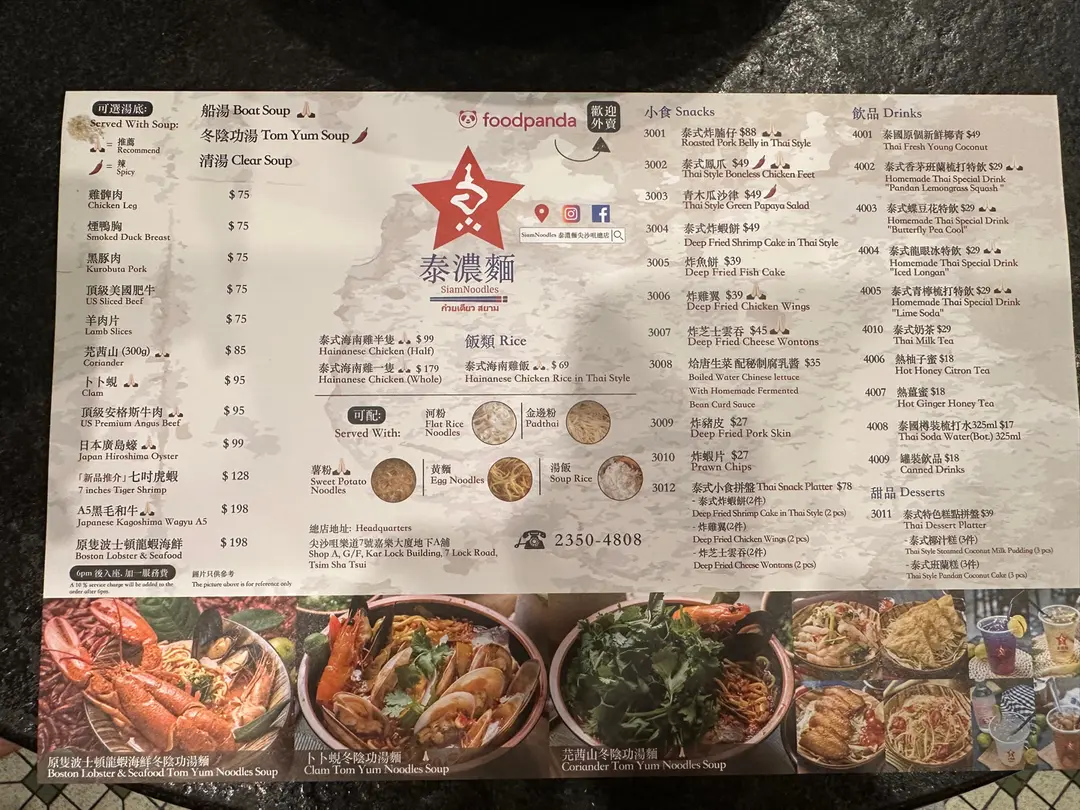 可選湯底:
Served With Soup:
= 推薦
Recommend
= 辣
Spicy
船湯 Boat Soup
冬陰功湯 Tom Yum Soup
清湯 Clear Soup
雞髀肉 $ 75
Chicken Leg
煙鴨胸 $ 75
Smoked Duck Breast
黑豚肉 $ 75
Kurobuta Pork
頂級美國肥牛 $ 75
US Sliced Beef
羊肉片 $ 75
Lamb Slices
芫茜山 (300g) $ 85
Coriander
卜卜蜆 $ 95
Clam
頂級安格斯牛肉 $ 95
US Premium Angus Beef
日本廣島蠔 $ 99
Japan Hiroshima Oyster
「新品推介」七吋虎蝦 $ 128
7 inches Tiger Shrimp
A5黑毛和牛 $ 198
Japanese Kagoshima Wagyu A5
原隻波士頓龍蝦海鮮 $ 198
Boston Lobster & Seafood
6pm 後入座, 加一服務費
A 10 % service charge will be added to the
order after 6pm.
圖片只供參考
The picture above is for reference only
foodpanda
歡迎
外賣
SiamNoodles 泰濃麵尖沙咀總店
泰濃麵
SiamNoodles
ก๋วยเตี๋ยว สยาม
泰式海南雞半隻 $ 99
Hainanese Chicken (Half)
泰式海南雞一隻 $ 179
Hainanese Chicken (Whole)
飯類 Rice
泰式海南雞飯 $ 69
Hainanese Chicken Rice in Thai Style
可配:
Served With:
河粉
Flat Rice
Noodles
金邊粉
Padthai
薯粉
Sweet Potato
Noodles
黃麵
Egg Noodles
湯飯
Soup Rice
總店地址: Headquarters
尖沙咀樂道7號嘉樂大廈地下A舖
Shop A, G/F, Kar Lock Building, 7 Lock Road,
Tsim Sha Tsui
2350-4808
小食 Snacks
3001 泰式炸腩仔 $88
Roasted Pork Belly in Thai Style
3002 泰式鳳爪 $49
Thai Style Boneless Chicken Feet
3003 青木瓜沙律 $49
Thai Style Green Papaya Salad
3004 泰式炸蝦餅 $49
Deep Fried Shrimp Cake in Thai Style
3005 炸魚餅 $39
Deep Fried Fish Cake
3006 炸雞翼 $39
Deep Fried Chicken Wings
3007 炸芝士雲吞 $45
Deep Fried Cheese Wontons
3008 烚唐生菜 配秘制腐乳醬 $35
Boiled Water Chinese lettuce
With Homemade Fermented
Bean Curd Sauce
3009 炸豬皮 $27
Deep Fried Pork Skin
3010 炸蝦片 $27
Prawn Chips
3012 泰式小食拼盤 Thai Snack Platter $78
- 泰式炸蝦餅(2件)
Deep Fried Shrimp Cake in Thai Style (2 pcs)
- 炸雞翼(2件)
Deep Fried Chicken Wings (2 pcs)
- 炸芝士雲吞(2件)
Deep Fried Cheese Wontons (2 pcs)
飲品 Drinks
4001 泰國原個新鮮椰青 $49
Thai Fresh Young Coconut
4002 泰式香茅班蘭梳打特飲 $29
Homemade Thai Special Drink
"Pandan Lemongrass Squash "
4003 泰式蝶豆花特飲 $29
Homemade Thai Special Drink
"Butterfly Pea Cool"
4004 泰式龍眼冰特飲 $29
Homemade Thai Special Drink
"Iced Longan"
4005 泰式青檸梳打特飲 $29
Homemade Thai Special Drink
"Lime Soda"
4010 泰式奶茶 $29
Thai Milk Tea
4006 熱柚子蜜 $18
Hot Honey Citron Tea
4007 熱薑蜜 $18
Hot Ginger Honey Tea
4008 泰國樽裝梳打水325ml $17
Thai Soda Water(Bot.) 325ml
4009 罐裝飲品 $18
Canned Drinks
甜品 Desserts
3011 泰式特色糕點拼盤 $39
Thai Dessert Platter
- 泰式椰汁糕 (3件)
Thai Style Steamed Coconut Milk Pudding (3 pcs)
- 泰式班蘭糕 (3件)
Thai Style Pandan Coconut Cake (3 pcs)
原隻波士頓龍蝦海鮮冬陰功湯麵
Boston Lobster & Seafood Tom Yum Noodles Soup
卜卜蜆冬陰功湯麵
Clam Tom Yum Noodles Soup
芫茜山冬陰功湯麵
Coriander Tom Yum Noodles Soup